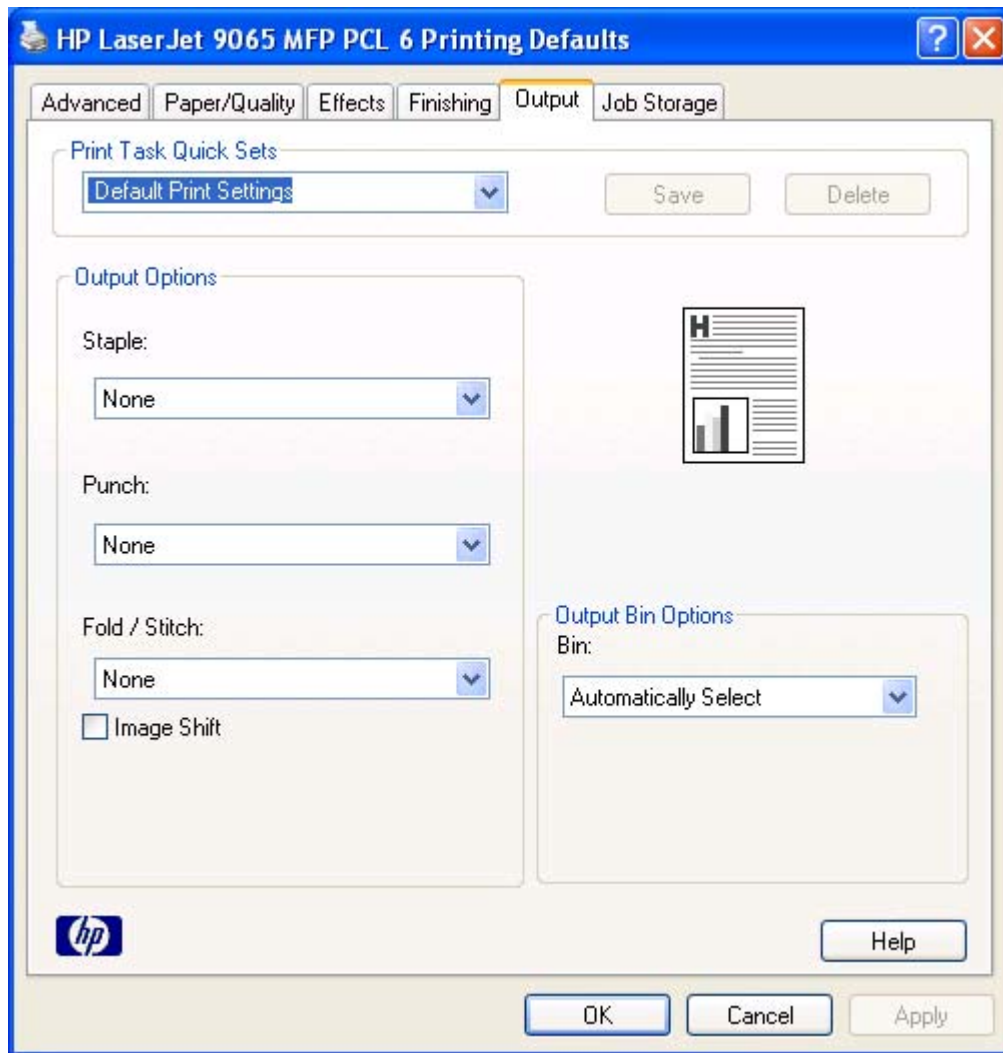 HP LaserJet 9065 MFP PCL 6 Printing Defaults
?
Advanced Paper/Quality Effects Finishing Output Job Storage
Print Task Quick Sets
Default Print Settings Save Delete
Output Options
H
Staple:
None
Punch:
None
Fold / Stitch:
None
Image Shift
Output Bin Options
Bin:
Automatically Select
hp
Help
OK Cancel Apply